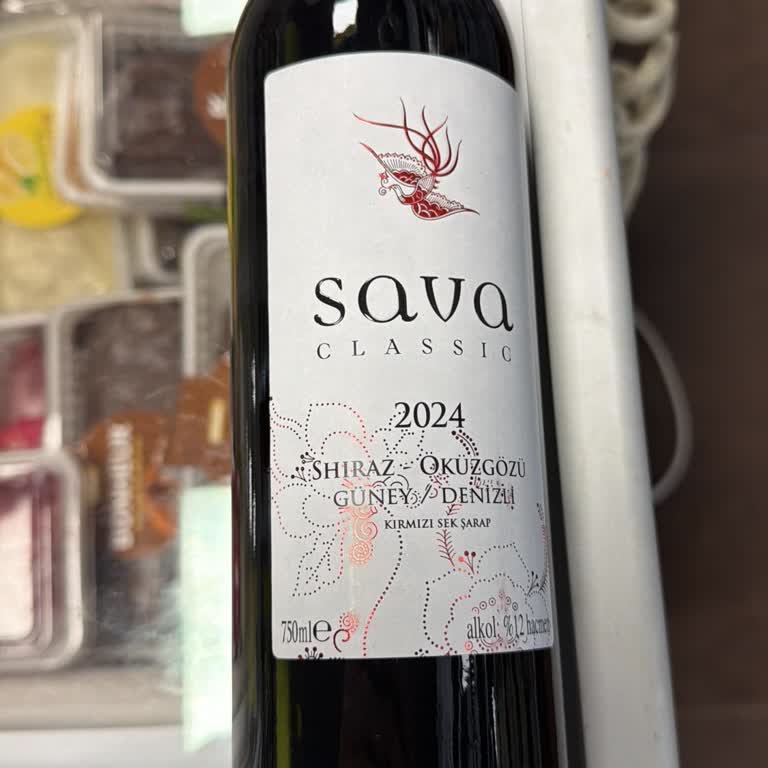 sava
CLASSIC
2024
SHIRAZ - OKÜZGÖZÜ
GÜNEY / DENİZLİ
KIRMIZI SEK ŞARAP
750ml e
alkol: %12 hacmen